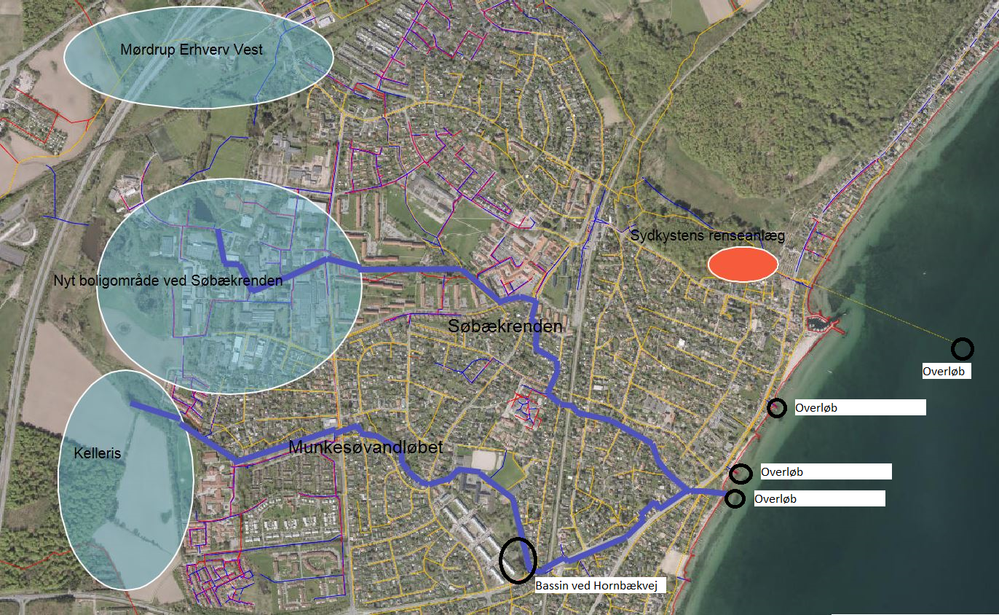 Mørdrup Erhverv Vest
Sydkystens renseanlæg
Nyt boligområde ved Søbækrenden
Søbækrenden
Overløb
Overløb
Munkesøvandløbet
Kelleris
Overløb
Overløb
Bassin ved Hornbækvej